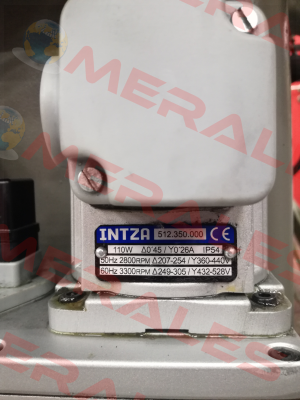 MERALES
INTZA 512.350.000 CE
110W Δ0'45 / Y0'26A IP54
50Hz 2800RPM Δ207-254 / Y360-440V
60Hz 3300RPM Δ249-305 / Y432-528V